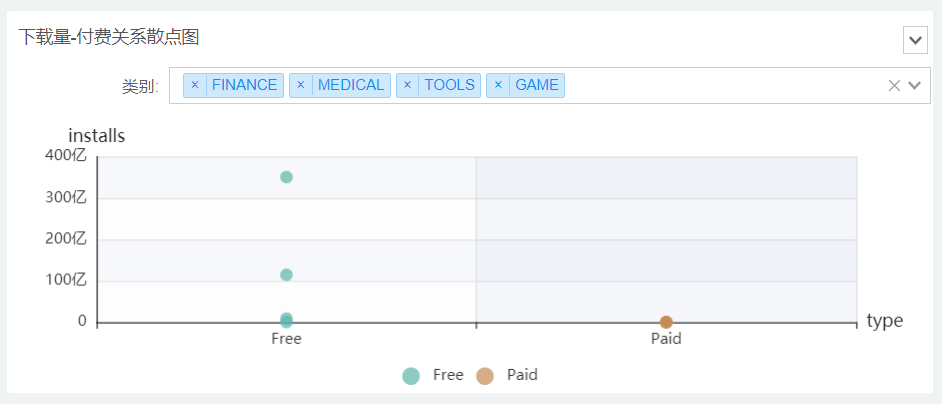 下载量-付费关系散点图
类别: × FINANCE × MEDICAL × TOOLS × GAME
installs
400亿
300亿
200亿
100亿
0
Free Paid
type
Free Paid